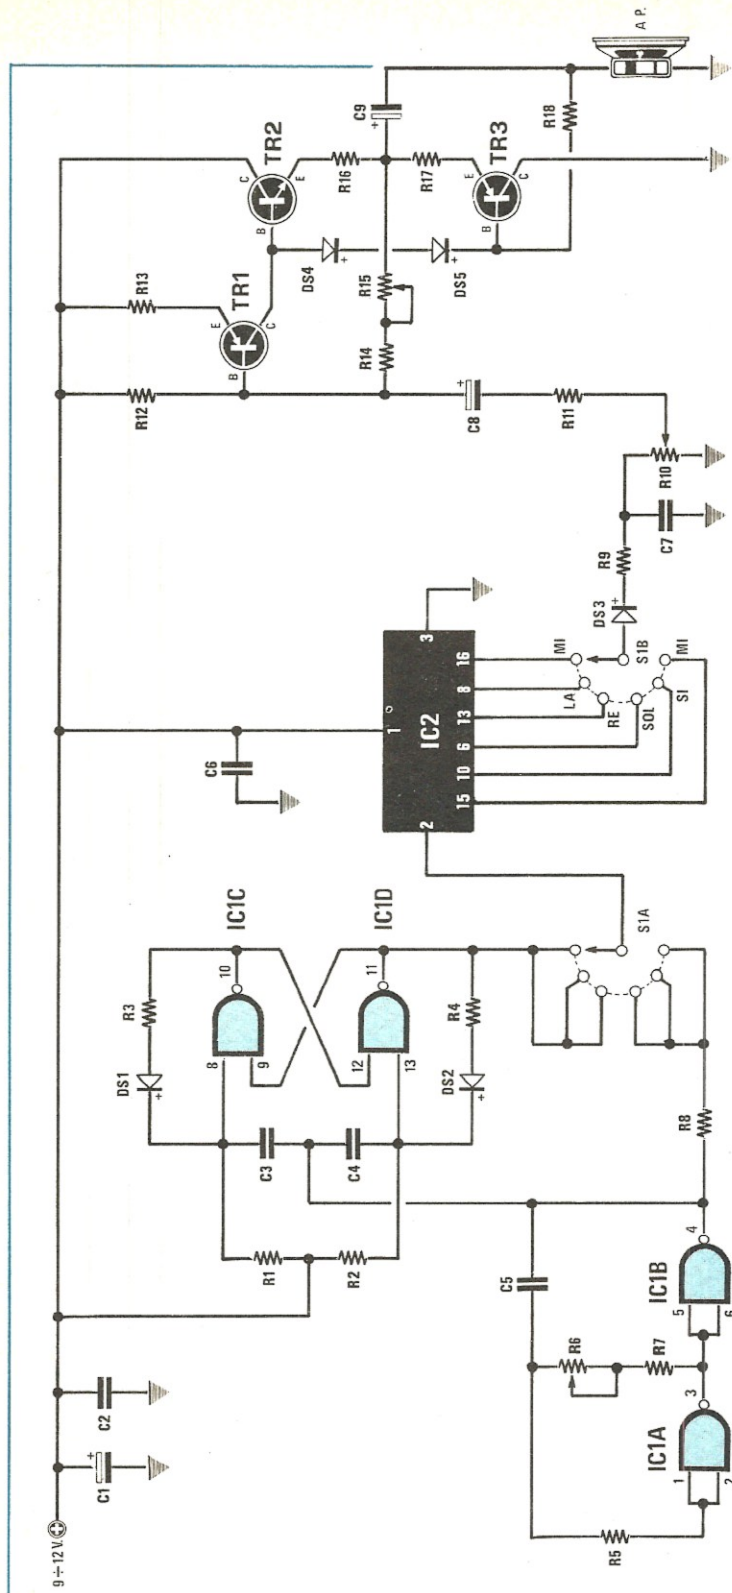 9÷12 V.
C1
+
C2
R1
R2
C3
C4
DS1
+
R3
8
9
10
IC1C
12
13
11
IC1D
DS2
+
R4
R5
1
2
3
IC1A
R6
R7
C5
5
6
4
IC1B
R8
S1A
C6
1
IC2
2
3
15
10
6
13
8
16
MI
LA
RE
SOL
SI
MI
S1B
DS3
+
R9
C7
R10
R11
C8
+
R12
R13
B
E
C
TR1
R14
R15
DS4
+
DS5
+
B
C
E
TR2
R16
R17
B
E
C
TR3
C9
+
R18
A.P.